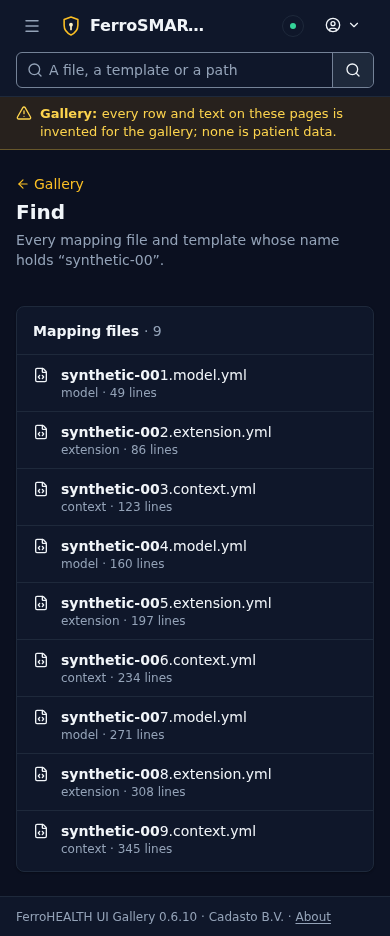 FerroSMAR...
A file, a template or a path
Gallery: every row and text on these pages is
invented for the gallery; none is patient data.
← Gallery
Find
Every mapping file and template whose name
holds “synthetic-00”.
Mapping files · 9
synthetic-001.model.yml
model · 49 lines
synthetic-002.extension.yml
extension · 86 lines
synthetic-003.context.yml
context · 123 lines
synthetic-004.model.yml
model · 160 lines
synthetic-005.extension.yml
extension · 197 lines
synthetic-006.context.yml
context · 234 lines
synthetic-007.model.yml
model · 271 lines
synthetic-008.extension.yml
extension · 308 lines
synthetic-009.context.yml
context · 345 lines
FerroHEALTH UI Gallery 0.6.10 · Cadasto B.V. · About